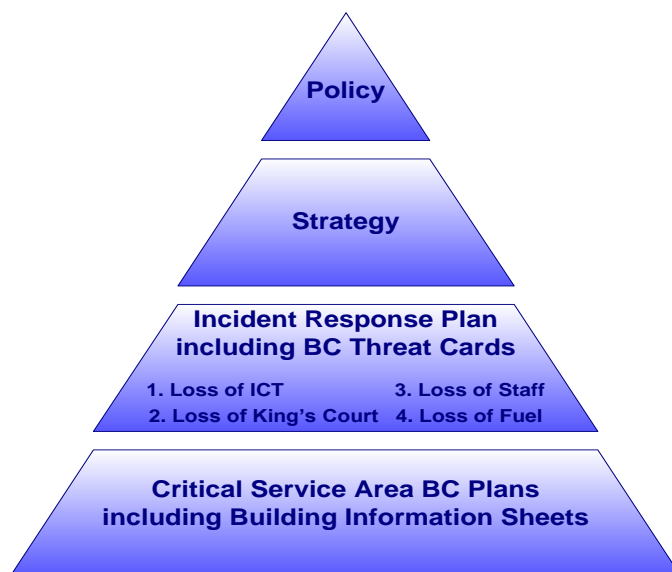 Policy
Strategy
Incident Response Plan
including BC Threat Cards
1. Loss of ICT 3. Loss of Staff
2. Loss of King's Court 4. Loss of Fuel
Critical Service Area BC Plans
including Building Information Sheets